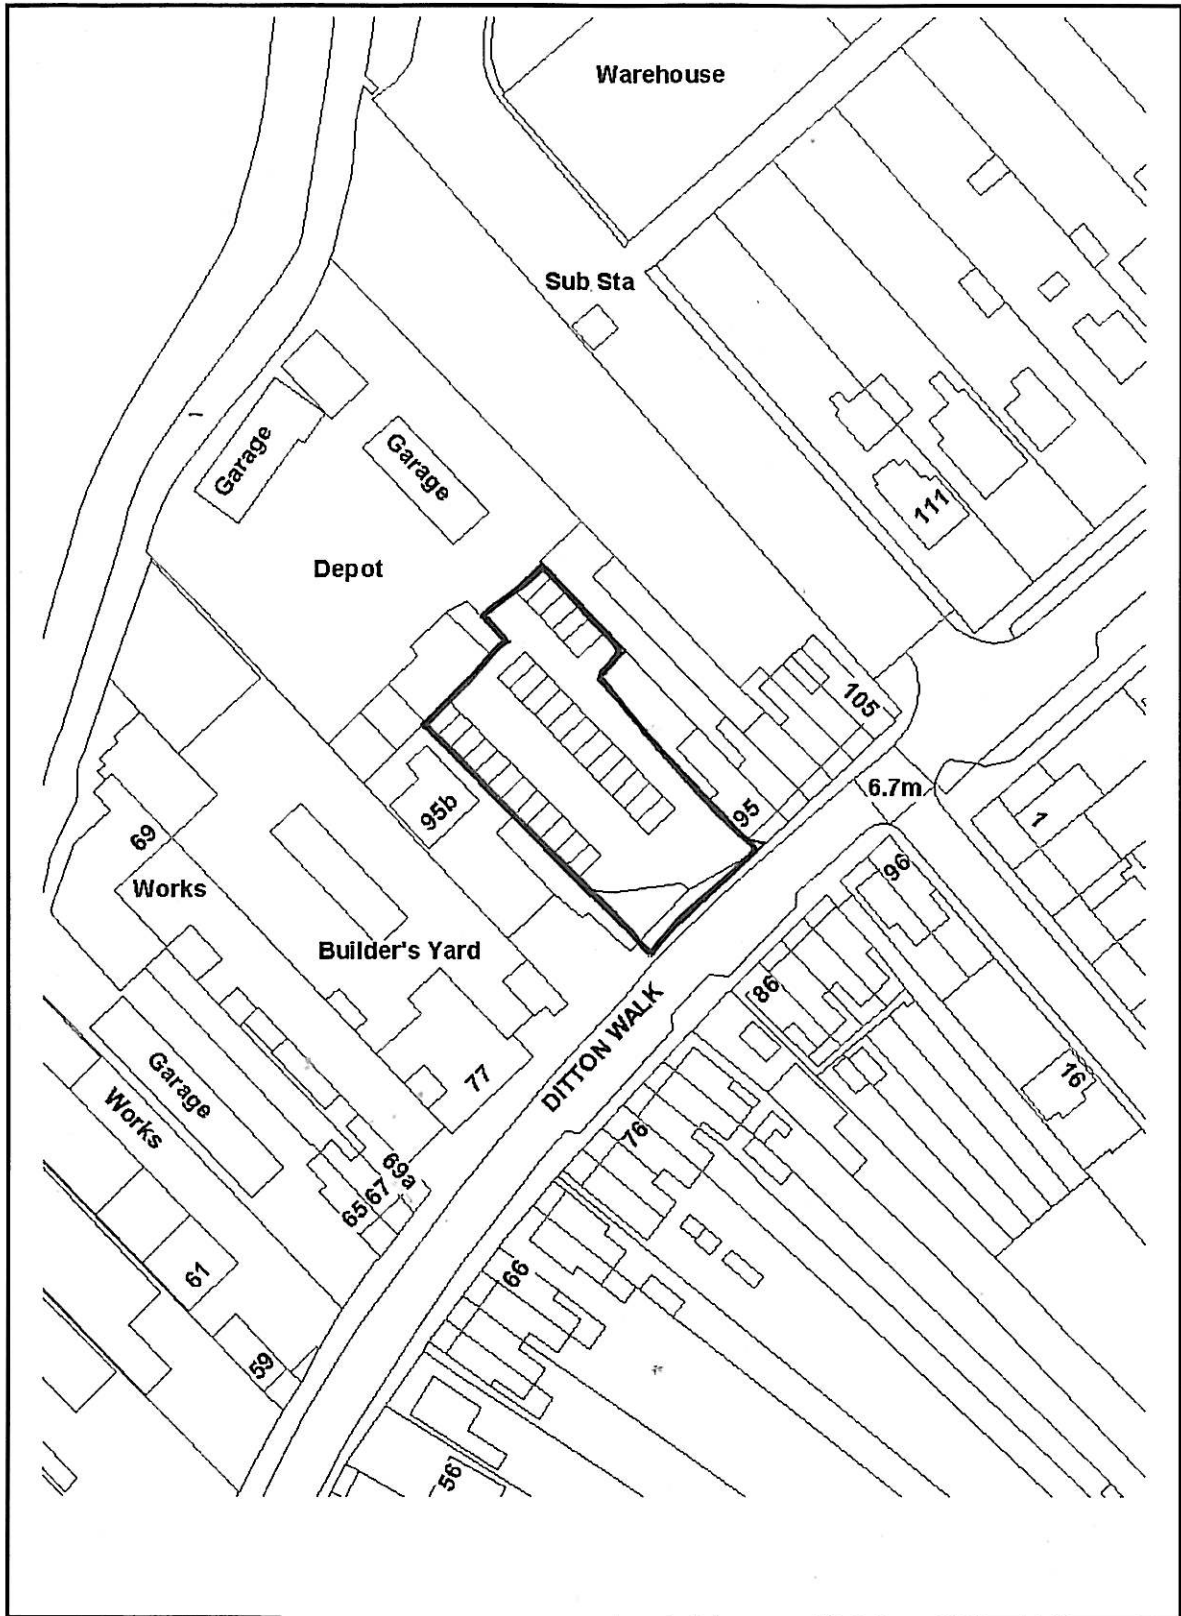 Warehouse
Sub Sta
Garage
Garage
111
Depot
105
6.7m
95
1
95b
69
96
Works
Builder's Yard
86
DITTON WALK
16
77
Garage
Works
76
69a
67
65
66
61
59
56